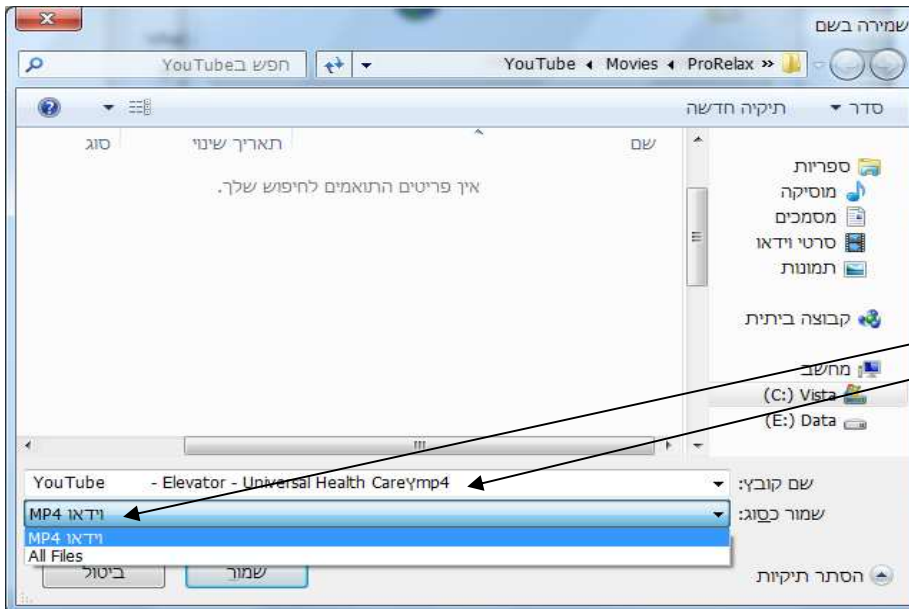 שמירה בשם
YouTube ◂ Movies ◂ ProRelax »
חפש בYouTube
סדר ▾ תיקיה חדשה
שם תאריך שינוי סוג
אין פריטים התואמים לחיפוש שלך.
ספריות
מוסיקה
מסמכים
סרטי וידאו
תמונות
קבוצה ביתית
מחשב
(C:) Vista
(E:) Data
שם קובץ:
YouTube - Elevator - Universal Health Care٧mp4
שמור כסוג:
וידאו MP4
וידאו MP4
All Files
הסתר תיקיות
שמור
ביטול